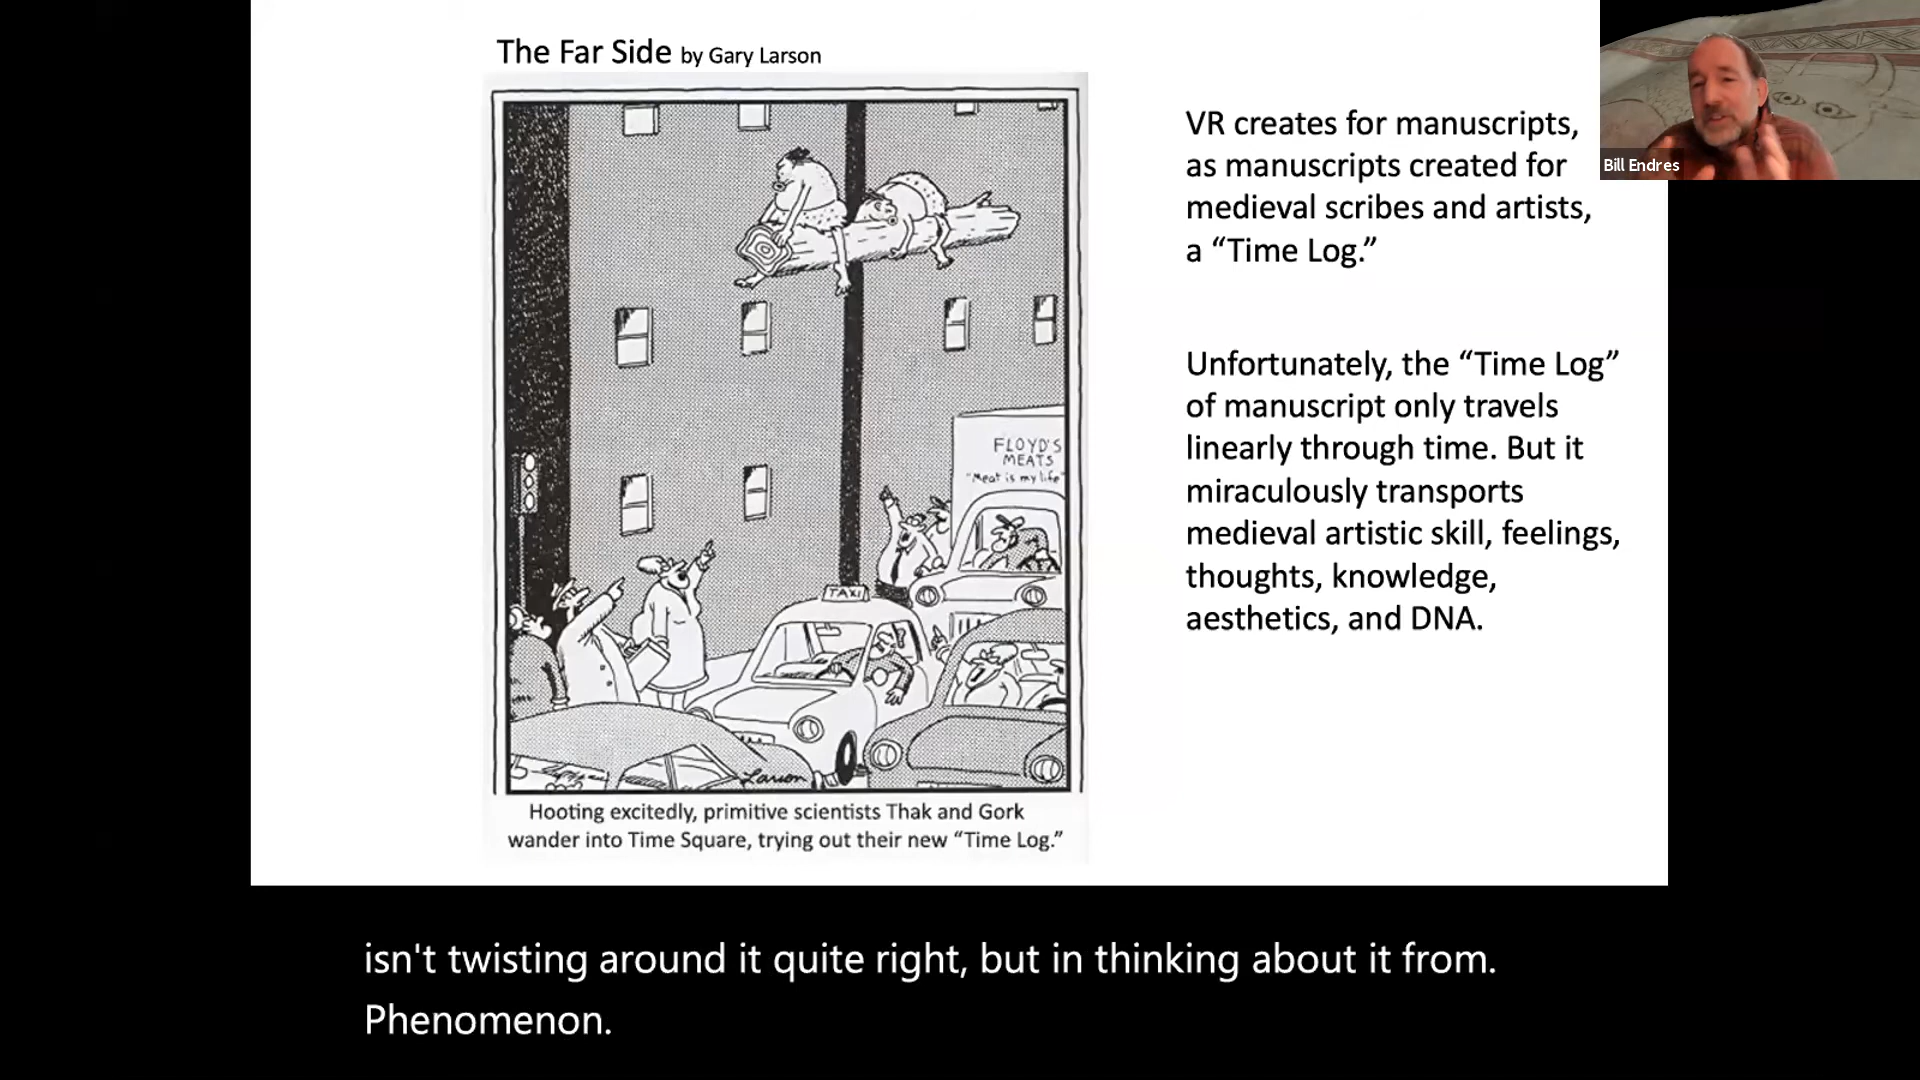 The Far Side by Gary Larson
FLOYD'S
MEATS
"Meat is my life"
TAXI
Larson
Hooting excitedly, primitive scientists Thak and Gork
wander into Time Square, trying out their new “Time Log.”
VR creates for manuscripts,
as manuscripts created for
medieval scribes and artists,
a “Time Log.”
Unfortunately, the “Time Log”
of manuscript only travels
linearly through time. But it
miraculously transports
medieval artistic skill, feelings,
thoughts, knowledge,
aesthetics, and DNA.
Bill Endres
isn't twisting around it quite right, but in thinking about it from.
Phenomenon.